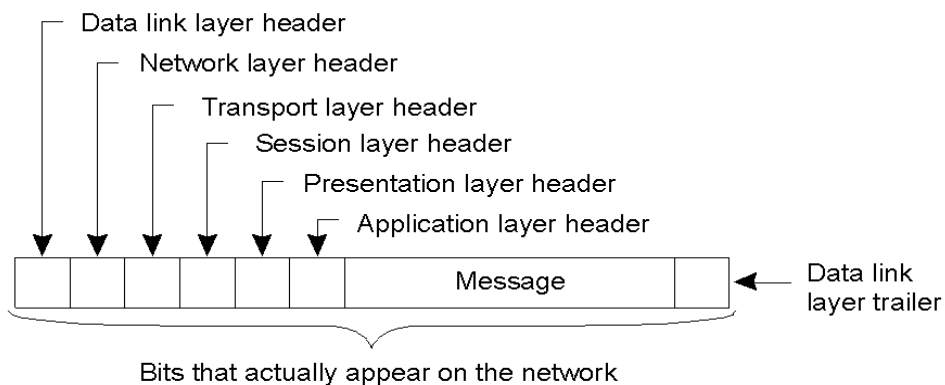 Data link layer header
Network layer header
Transport layer header
Session layer header
Presentation layer header
Application layer header
Message
Data link
layer trailer
Bits that actually appear on the network